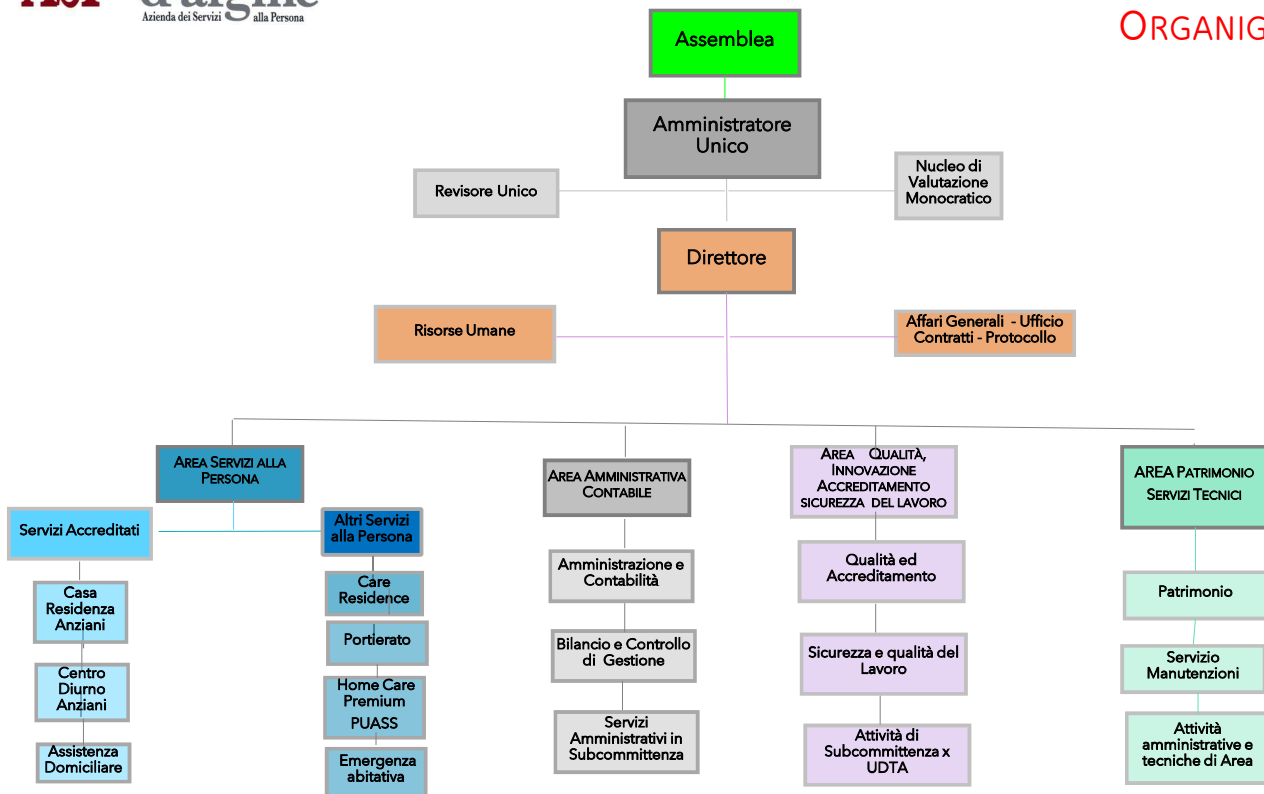 Azienda dei Servizi alla Persona
ORGANIG
Assemblea
Amministratore
Unico
Revisore Unico
Nucleo di
Valutazione
Monocratico
Direttore
Risorse Umane
Affari Generali - Ufficio
Contratti - Protocollo
AREA SERVIZI ALLA
PERSONA
AREA AMMINISTRATIVA
CONTABILE
AREA QUALITÀ,
INNOVAZIONE
ACCREDITAMENTO
SICUREZZA DEL LAVORO
AREA PATRIMONIO
SERVIZI TECNICI
Servizi Accreditati
Altri Servizi
alla Persona
Casa
Residenza
Anziani
Centro
Diurno
Anziani
Assistenza
Domiciliare
Care
Residence
Portierato
Home Care
Premium
PUASS
Emergenza
abitativa
Amministrazione e
Contabilità
Bilancio e Controllo
di Gestione
Servizi
Amministrativi in
Subcommittenza
Qualità ed
Accreditamento
Sicurezza e qualità del
Lavoro
Attività di
Subcommittenza x
UDTA
Patrimonio
Servizio
Manutenzioni
Attività
amministrative e
tecniche di Area